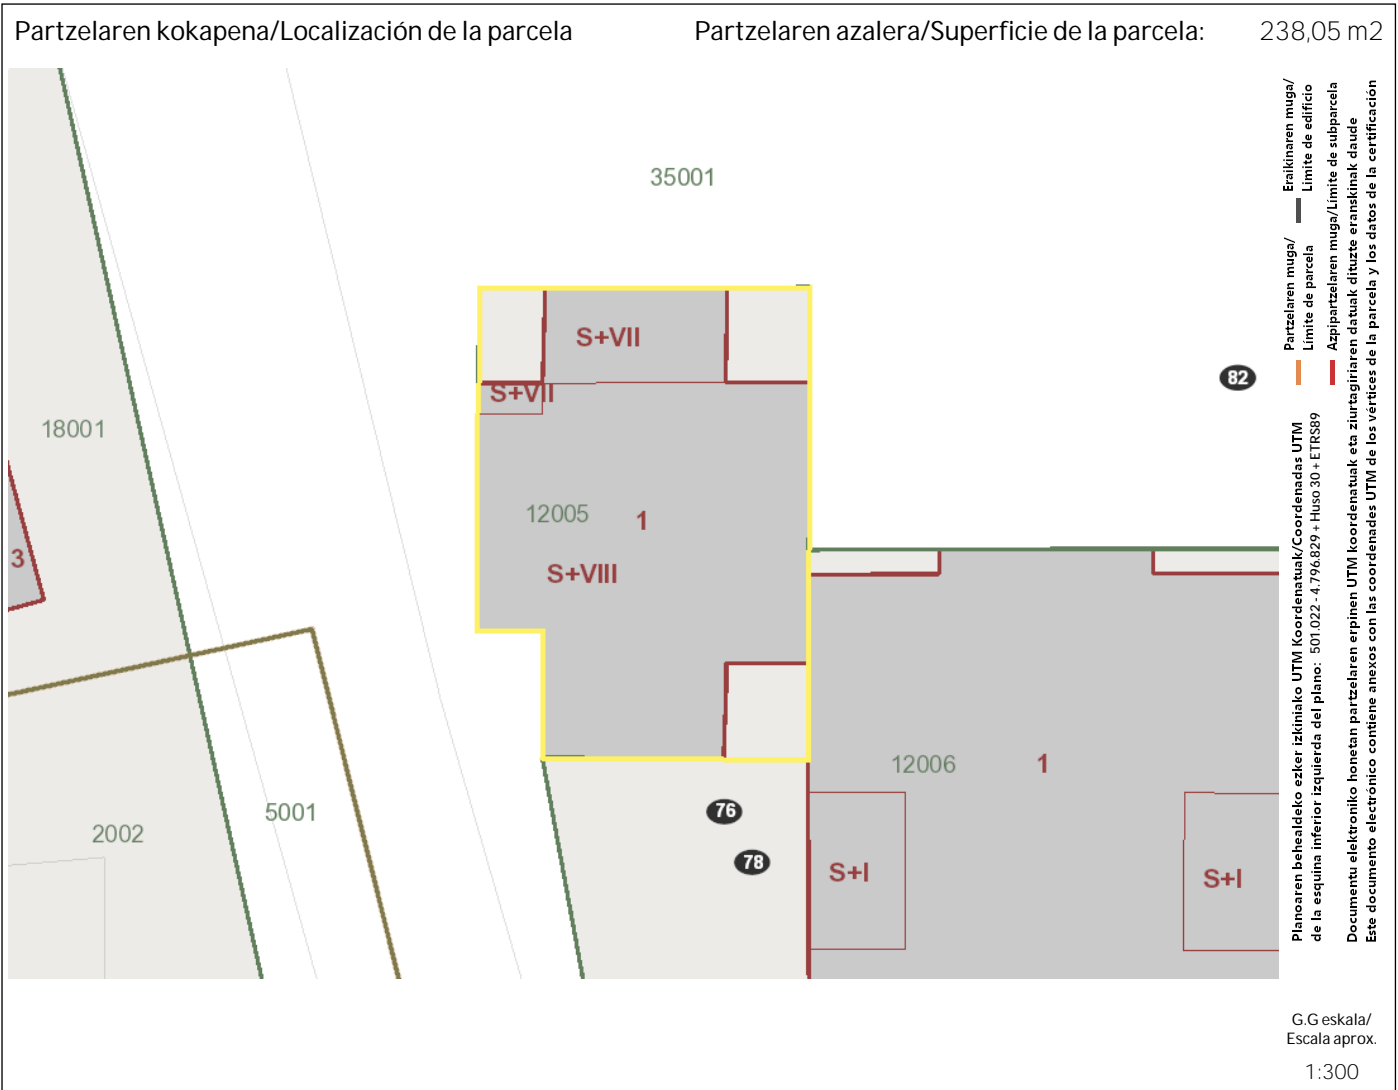 Partzelaren kokapena/Localización de la parcela
Partzelaren azalera/Superficie de la parcela: 238,05 m2
35001
S+VII
82
S+VII
18001
12005 1
3
S+VIII
12006 1
5001
76
2002
78
S+I
S+I
Planoaren behealdeko ezker izkiniako UTM Koordenatuak/Coordenadas UTM
de la esquina inferior izquierda del plano: 501.022 - 4.796.829 + Huso 30 + ETRS89
Partzelaren muga/
Límite de parcela
Eraikinaren muga/
Límite de edificio
Azpipartzelaren muga/Límite de subparcela
Documentu elektroniko honetan partzelaren erpinen UTM koordenatuak eta ziurtagiriaren datuak dituzte eranskinak daude
Este documento electrónico contiene anexos con las coordenades UTM de los vértices de la parcela y los datos de la certificación
G.G eskala/
Escala aprox.
1:300